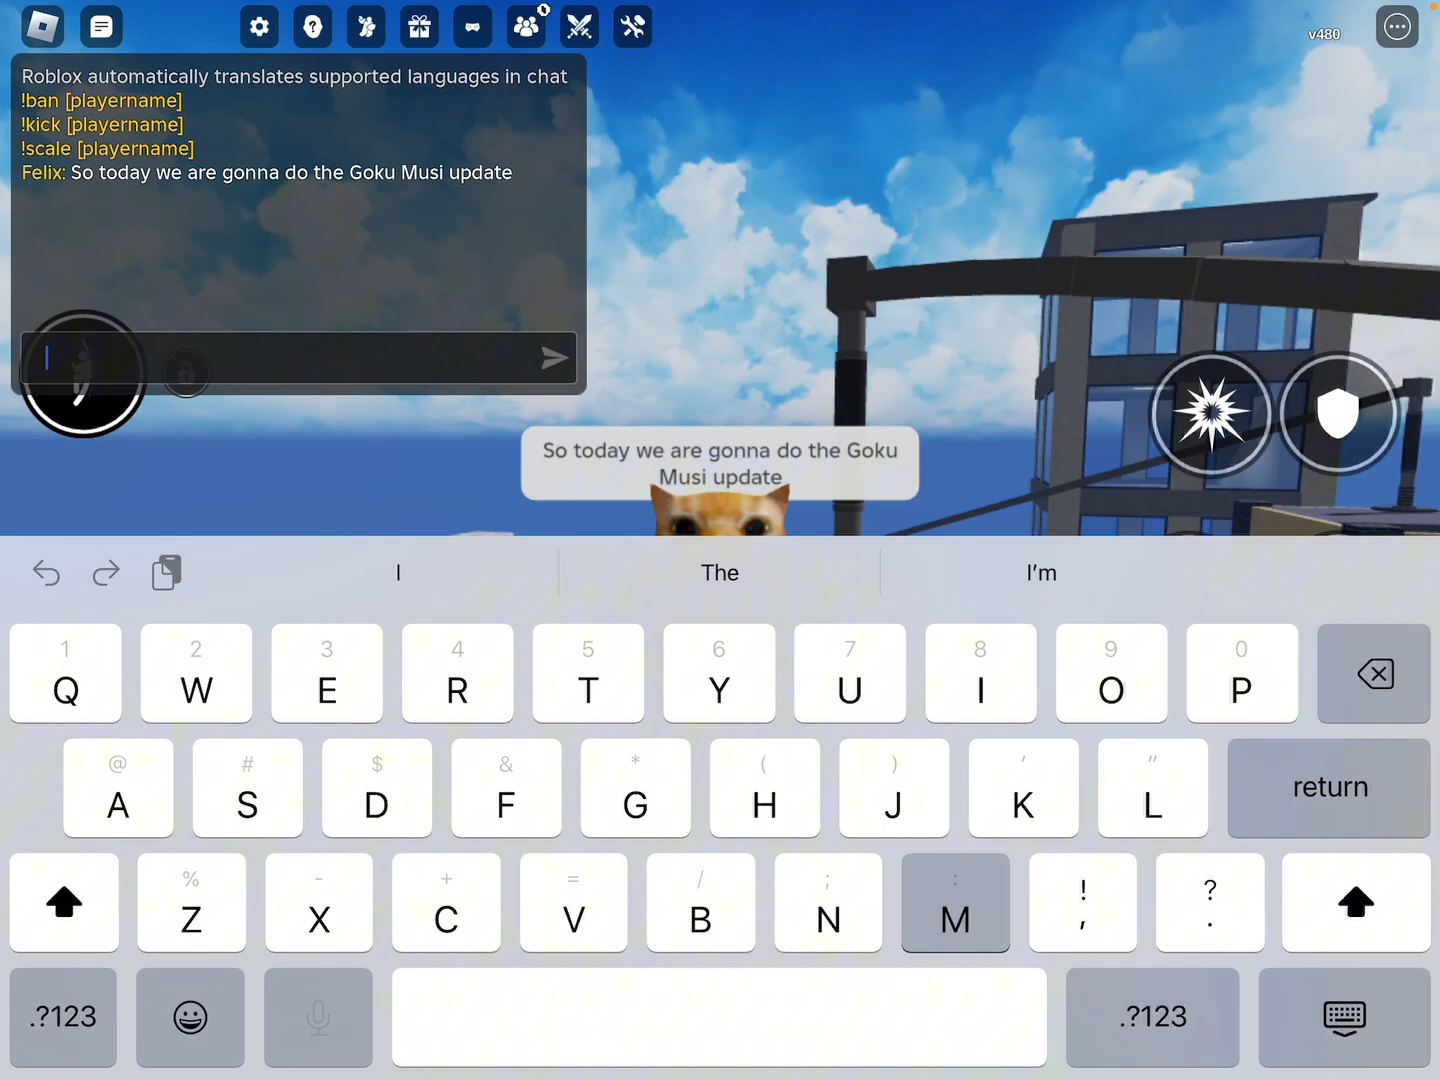 v480
Roblox automatically translates supported languages in chat
!ban [playername]
!kick [playername]
!scale [playername]
Felix: So today we are gonna do the Goku Musi update
So today we are gonna do the Goku
Musi update
I The I’m
1 2 3 4 5 6 7 8 9 0
Q W E R T Y U I O P
@ # $ & * ( ) ' "
A S D F G H J K L return
% - + = / ; : ! ?
Z X C V B N M , .
.?123 .?123